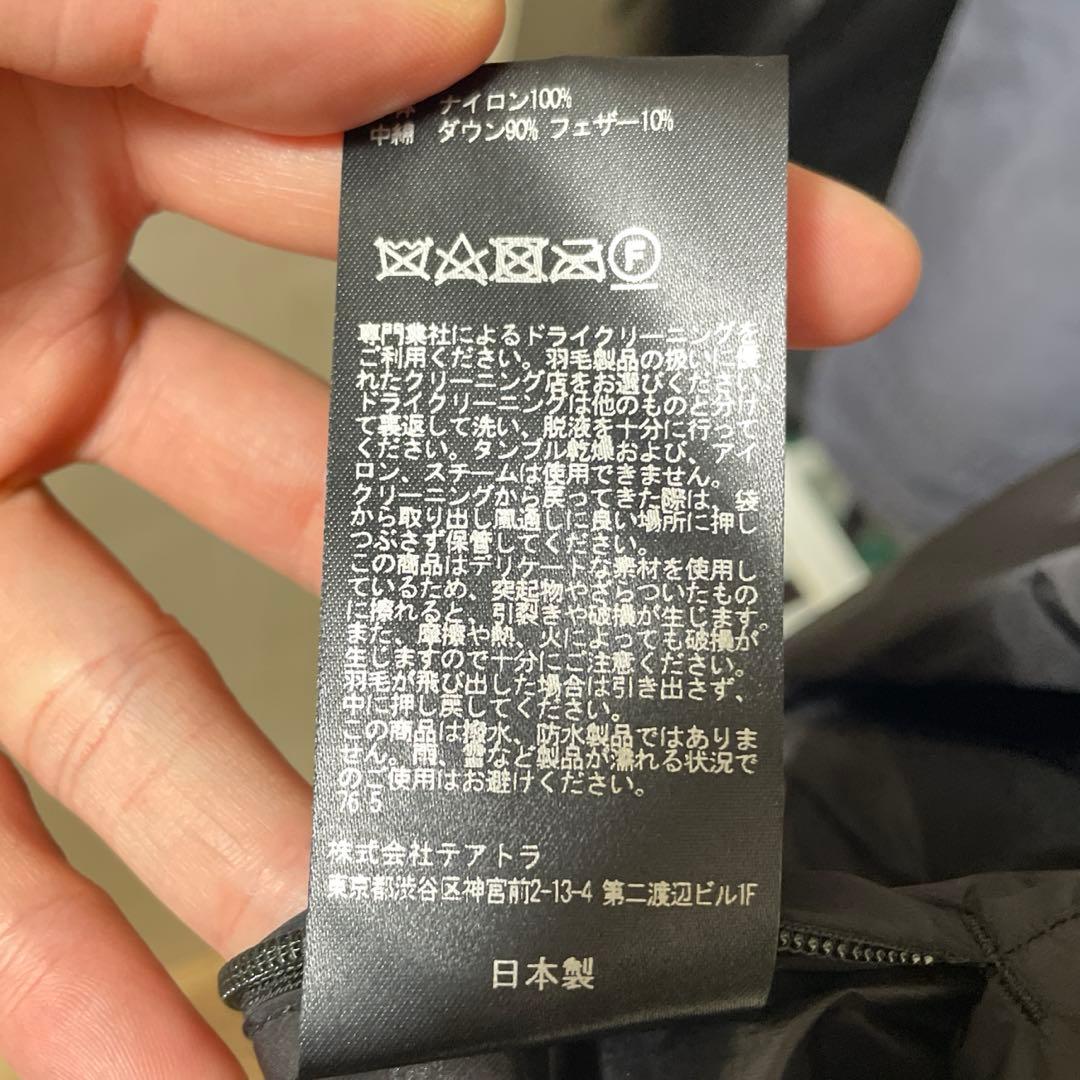 体 ナイロン100%
中綿 ダウン90% フェザー10%
F
専門業社によるドライクリーニングを
ご利用ください。羽毛製品の扱いに優
れたクリーニング店をお選びください
ドライクリーニングは他のものと分け
て裏返して洗い、脱液を十分に行って
ください。タンブル乾燥および、アイ
ロン、スチームは使用できません。
クリーニングから戻ってきた際は、袋
から取り出し風通しに良い場所に押し
つぶさず保管してください。
この商品はデリケートな素材を使用し
ているため、突起物やざらついたもの
に擦れると、引裂きや破損が生じます。
また、摩擦や熱、火によっても破損が
生じますので十分にご注意ください。
羽毛が飛び出した場合は引き出さず、
中に押し戻してください。
この商品は撥水、防水製品ではありま
せん。雨、雪など製品が濡れる状況で
のご使用はお避けください。
76 5
株式会社テアトラ
東京都渋谷区神宮前2-13-4 第二渡辺ビル1F
日本製